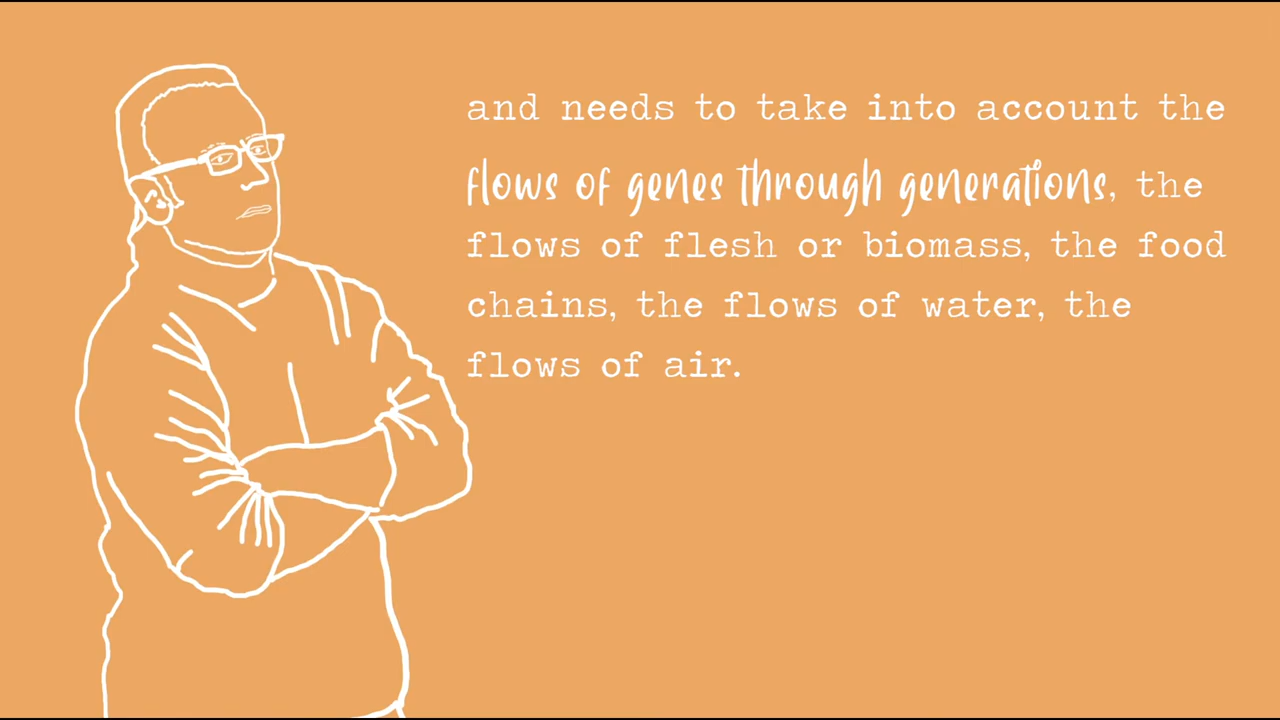 and needs to take into account the
flows of genes through generations, the
flows of flesh or biomass, the food
chains, the flows of water, the
flows of air.